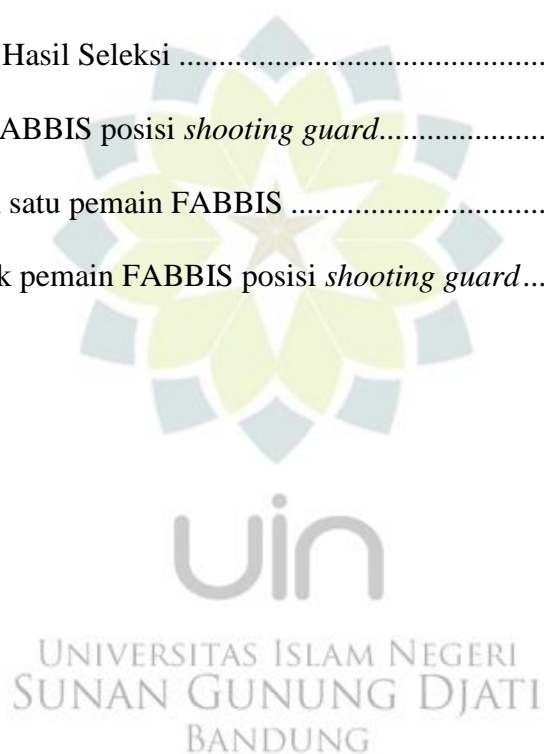 Hasil Seleksi ..........................................
ABBIS posisi shooting guard......................
satu pemain FABBIS ..............................
k pemain FABBIS posisi shooting guard....
uin
UNIVERSITAS ISLAM NEGERI
SUNAN GUNUNG DJATI
BANDUNG